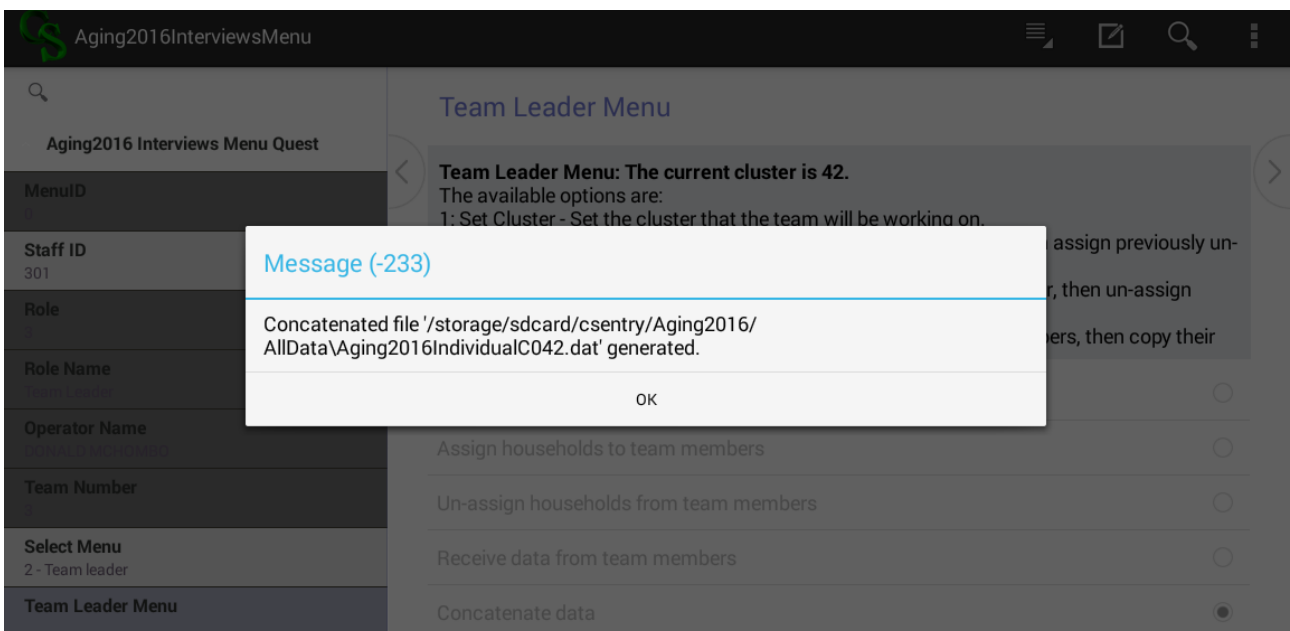 Aging2016InterviewsMenu
Aging2016 Interviews Menu Quest
MenuID
0
Staff ID
301
Role
3
Role Name
Team Leader
Operator Name
DONALD MOHOMBO
Team Number
3
Select Menu
2 - Team leader
Team Leader Menu
Team Leader Menu
Team Leader Menu: The current cluster is 42.
The available options are:
1: Set Cluster - Set the cluster that the team will be working on.
assign previously un-
r, then un-assign
ers, then copy their
Message (-233)
Concatenated file '/storage/sdcard/csentry/Aging2016/
AllData\Aging2016IndividualC042.dat' generated.
OK
Assign households to team members
Un-assign households from team members
Receive data from team members
Concatenate data